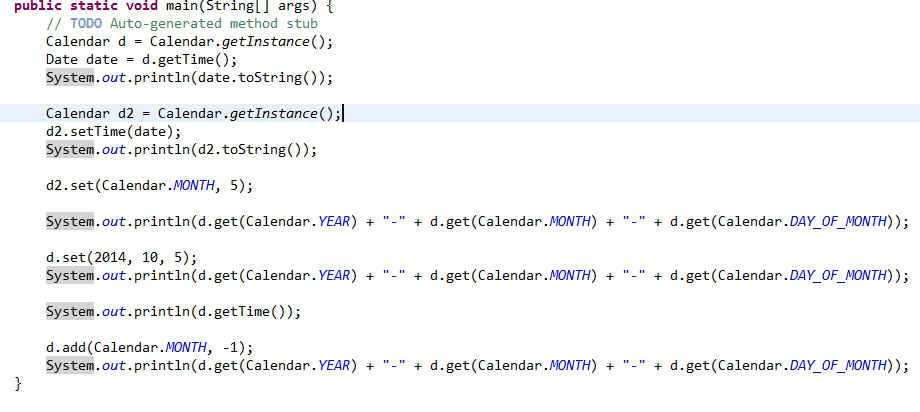 public static void main(String[] args) {
// TODO Auto-generated method stub
Calendar d = Calendar.getInstance();
Date date = d.getTime();
System.out.println(date.toString());
Calendar d2 = Calendar.getInstance();
d2.setTime(date);
System.out.println(d2.toString());
d2.set(Calendar.MONTH, 5);
System.out.println(d.get(Calendar.YEAR) + "-" + d.get(Calendar.MONTH) + "-" + d.get(Calendar.DAY_OF_MONTH));
d.set(2014, 10, 5);
System.out.println(d.get(Calendar.YEAR) + "-" + d.get(Calendar.MONTH) + "-" + d.get(Calendar.DAY_OF_MONTH));
System.out.println(d.getTime());
d.add(Calendar.MONTH, -1);
System.out.println(d.get(Calendar.YEAR) + "-" + d.get(Calendar.MONTH) + "-" + d.get(Calendar.DAY_OF_MONTH));
}